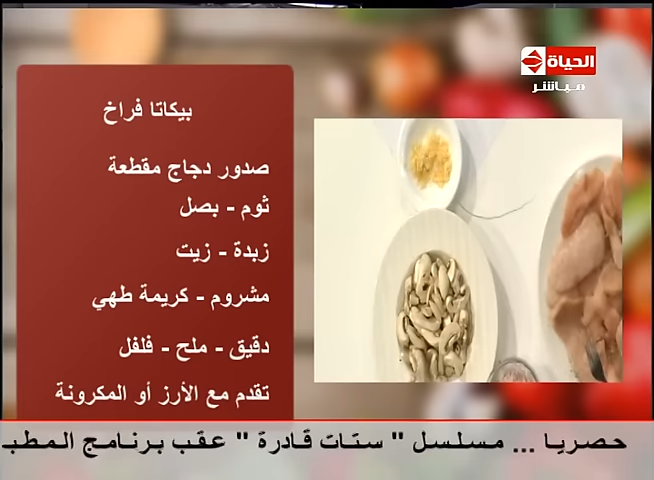 الحياة
مباشر
بيكاتا فراخ
صدور دجاج مقطعة
ثوم - بصل
زبدة - زيت
مشروم - كريمة طهي
دقيق - ملح - فلفل
تقدم مع الأرز أو المكرونة
حصريا ... مسلسل " ستات قادرة " عقب برنامج المطب